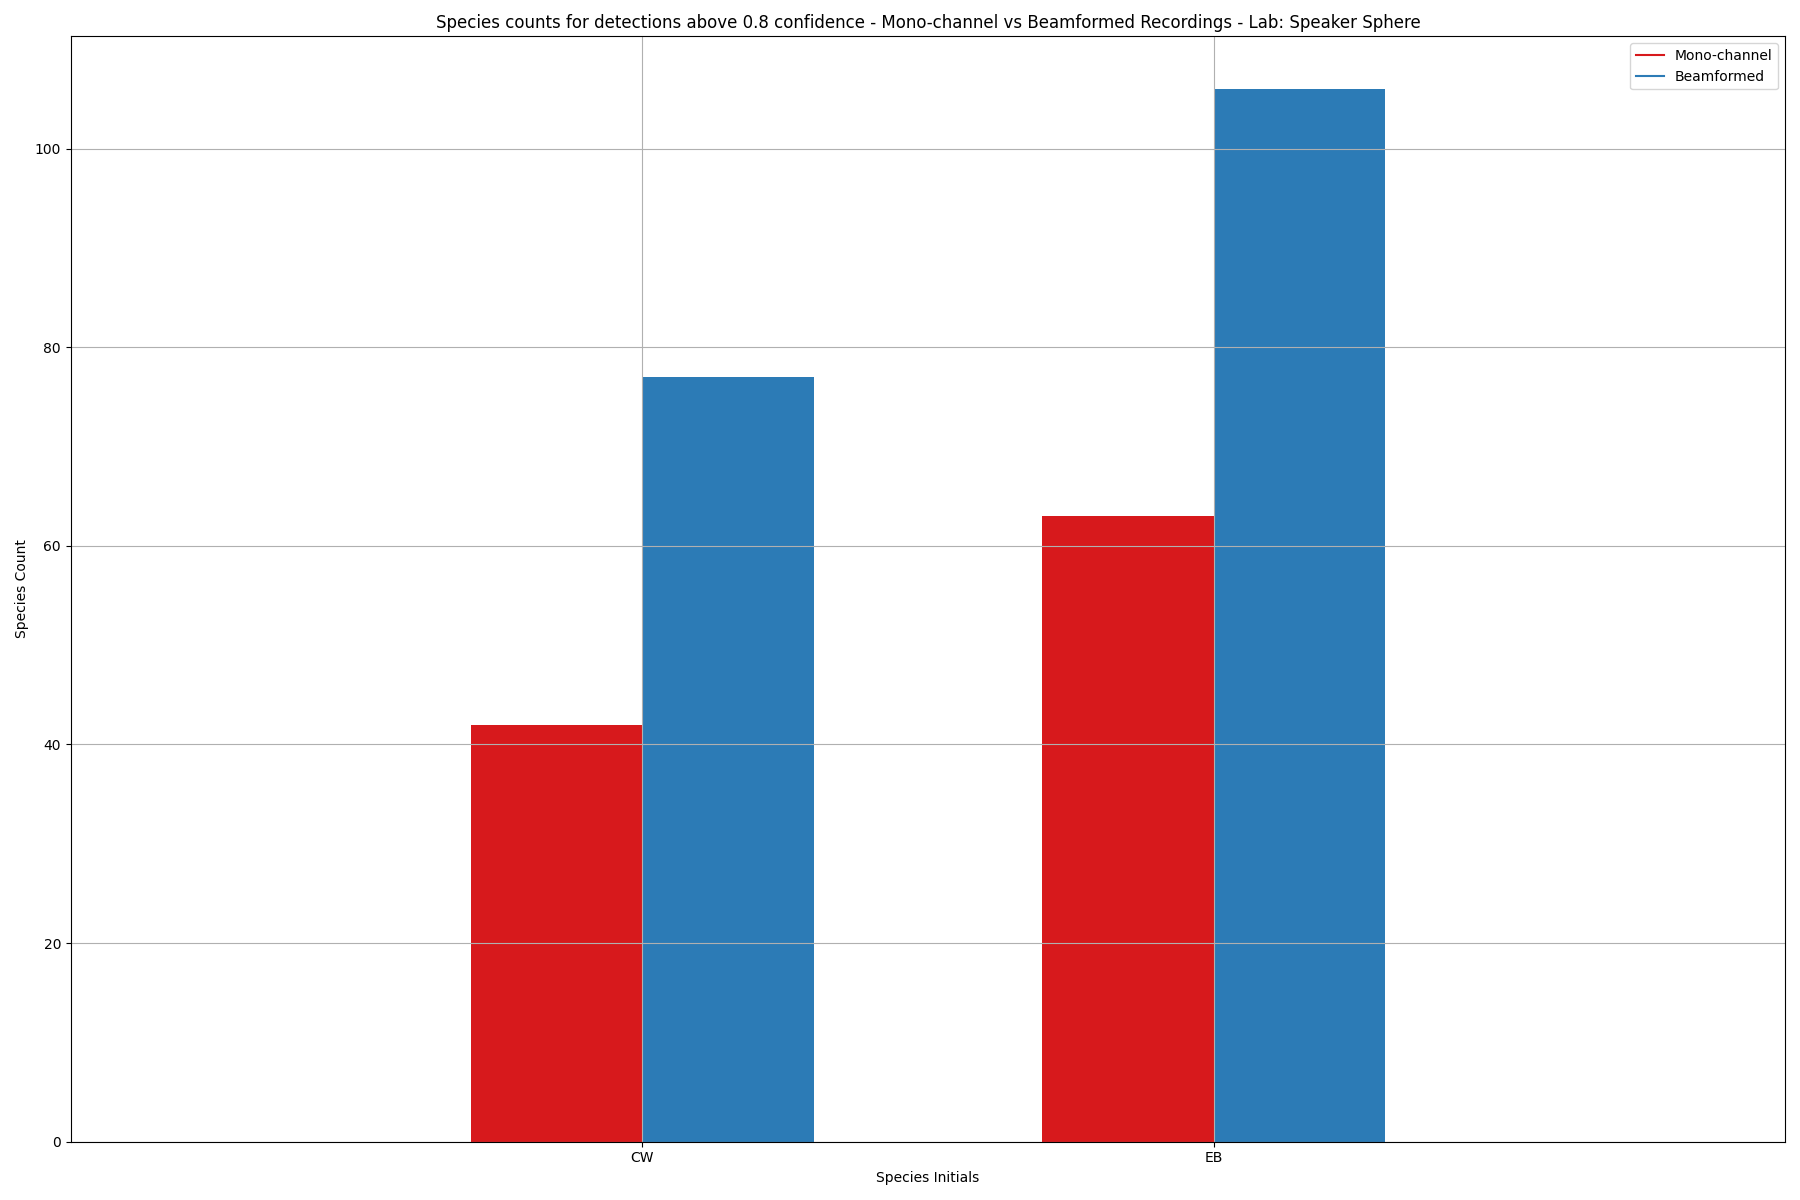 Species counts for detections above 0.8 confidence - Mono-channel vs Beamformed Recordings - Lab: Speaker Sphere
Mono-channel
Beamformed
Species Count
100
80
60
40
20
0
CW
EB
Species Initials